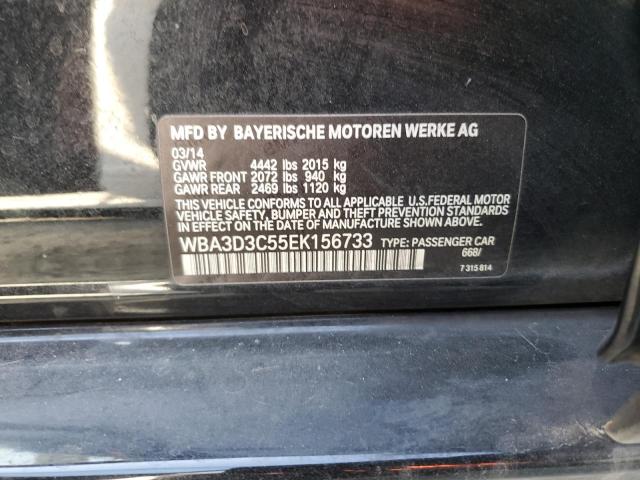 MFD BY BAYERISCHE MOTOREN WERKE AG
03/14
GVWR 4442 lbs 2015 kg
GAWR FRONT 2072 lbs 940 kg
GAWR REAR 2469 lbs 1120 kg
THIS VEHICLE CONFORMS TO ALL APPLICABLE U.S.FEDERAL MOTOR
VEHICLE SAFETY, BUMPER AND THEFT PREVENTION STANDARDS IN
EFFECT ON THE DATE OF MANUFACTURE SHOWN ABOVE.
WBA3D3C55EK156733 TYPE: PASSENGER CAR
668/
7 315 814